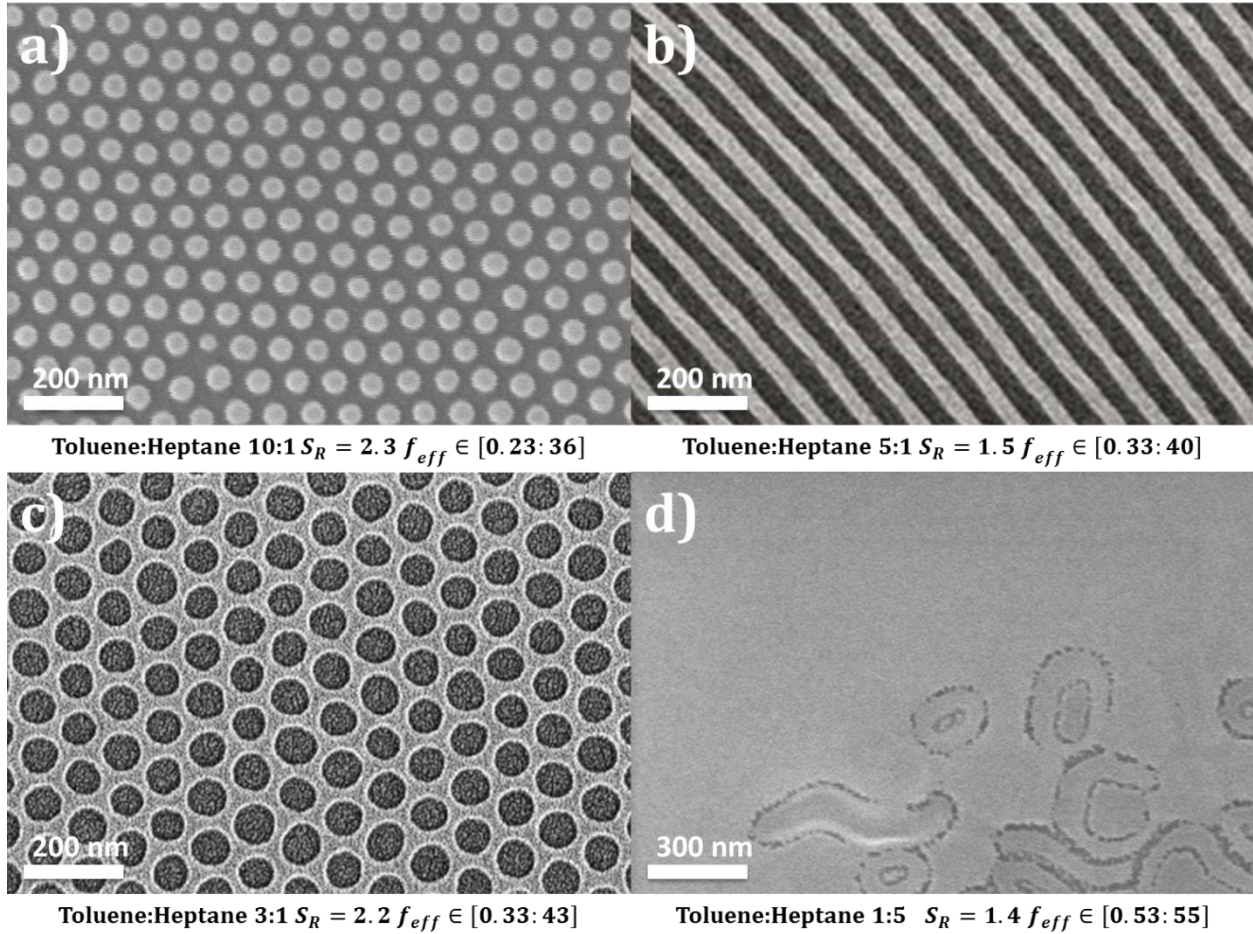 a)
b)
200 nm
200 nm
Toluene:Heptane 10:1 S_R = 2.3 f_eff ∈ [0.23: 36]
Toluene:Heptane 5:1 S_R = 1.5 f_eff ∈ [0.33: 40]
c)
d)
200 nm
300 nm
Toluene:Heptane 3:1 S_R = 2.2 f_eff ∈ [0.33: 43]
Toluene:Heptane 1:5 S_R = 1.4 f_eff ∈ [0.53: 55]